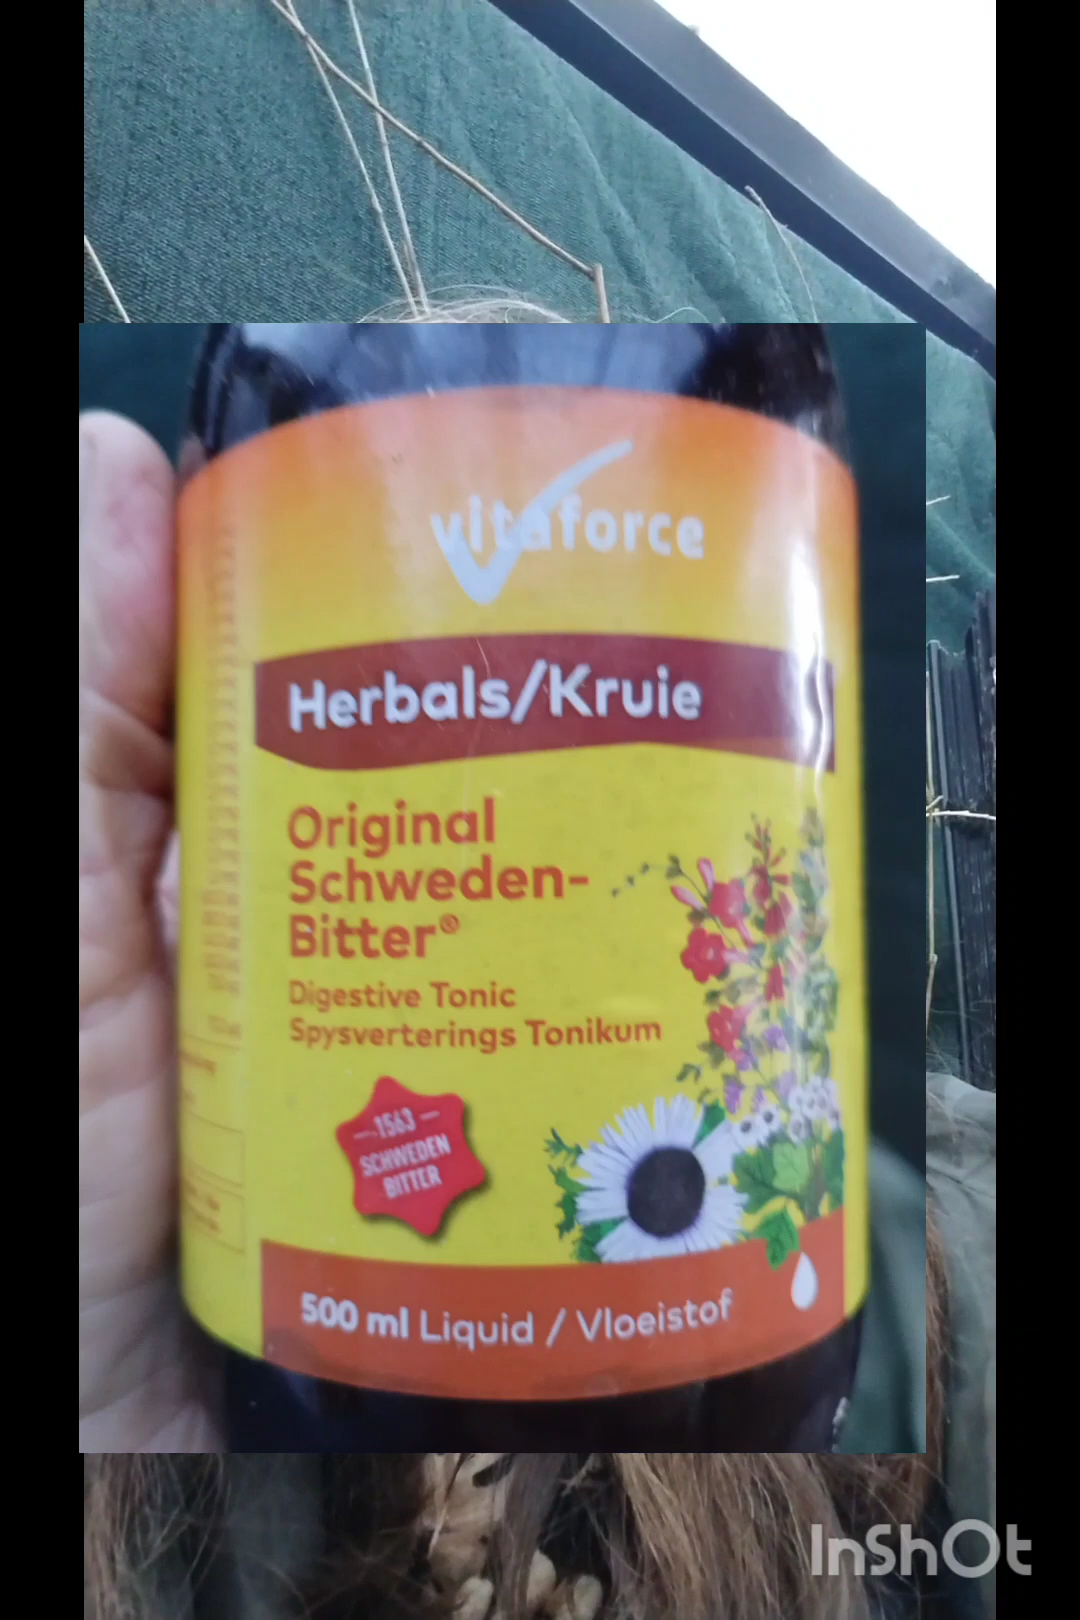 vitaforce
Herbals/Kruie
Original
Schweden-
Bitter®
Digestive Tonic
Spysverterings Tonikum
1563
SCHWEDEN
BITTER
500 ml Liquid / Vloeistof
InShOt